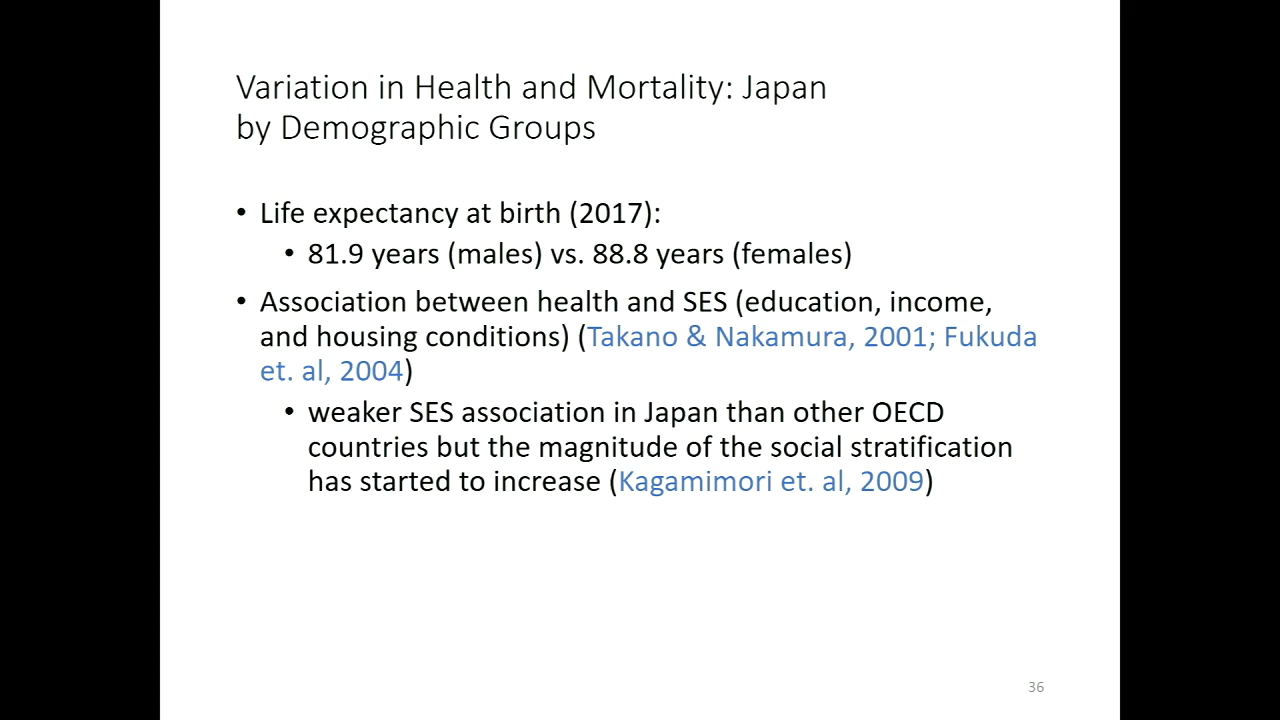 Variation in Health and Mortality: Japan
by Demographic Groups
• Life expectancy at birth (2017):
• 81.9 years (males) vs. 88.8 years (females)
• Association between health and SES (education, income,
and housing conditions) (Takano & Nakamura, 2001; Fukuda
et. al, 2004)
• weaker SES association in Japan than other OECD
countries but the magnitude of the social stratification
has started to increase (Kagamimori et. al, 2009)
36